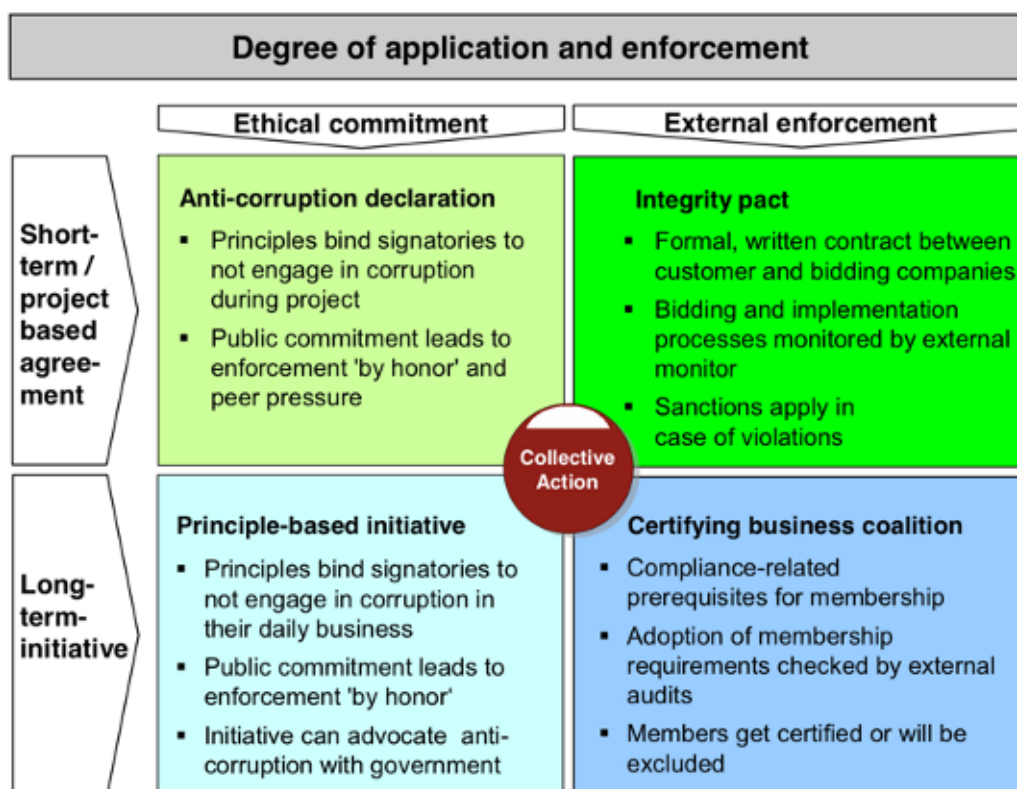 Degree of application and enforcement
Ethical commitment
External enforcement
Short-
term /
project
based
agree-
ment
Anti-corruption declaration
▪ Principles bind signatories to
not engage in corruption
during project
▪ Public commitment leads to
enforcement 'by honor' and
peer pressure
Integrity pact
▪ Formal, written contract between
customer and bidding companies
▪ Bidding and implementation
processes monitored by external
monitor
▪ Sanctions apply in
case of violations
Collective
Action
Long-
term-
initiative
Principle-based initiative
▪ Principles bind signatories to
not engage in corruption in
their daily business
▪ Public commitment leads to
enforcement 'by honor'
▪ Initiative can advocate anti-
corruption with government
Certifying business coalition
▪ Compliance-related
prerequisites for membership
▪ Adoption of membership
requirements checked by external
audits
▪ Members get certified or will be
excluded